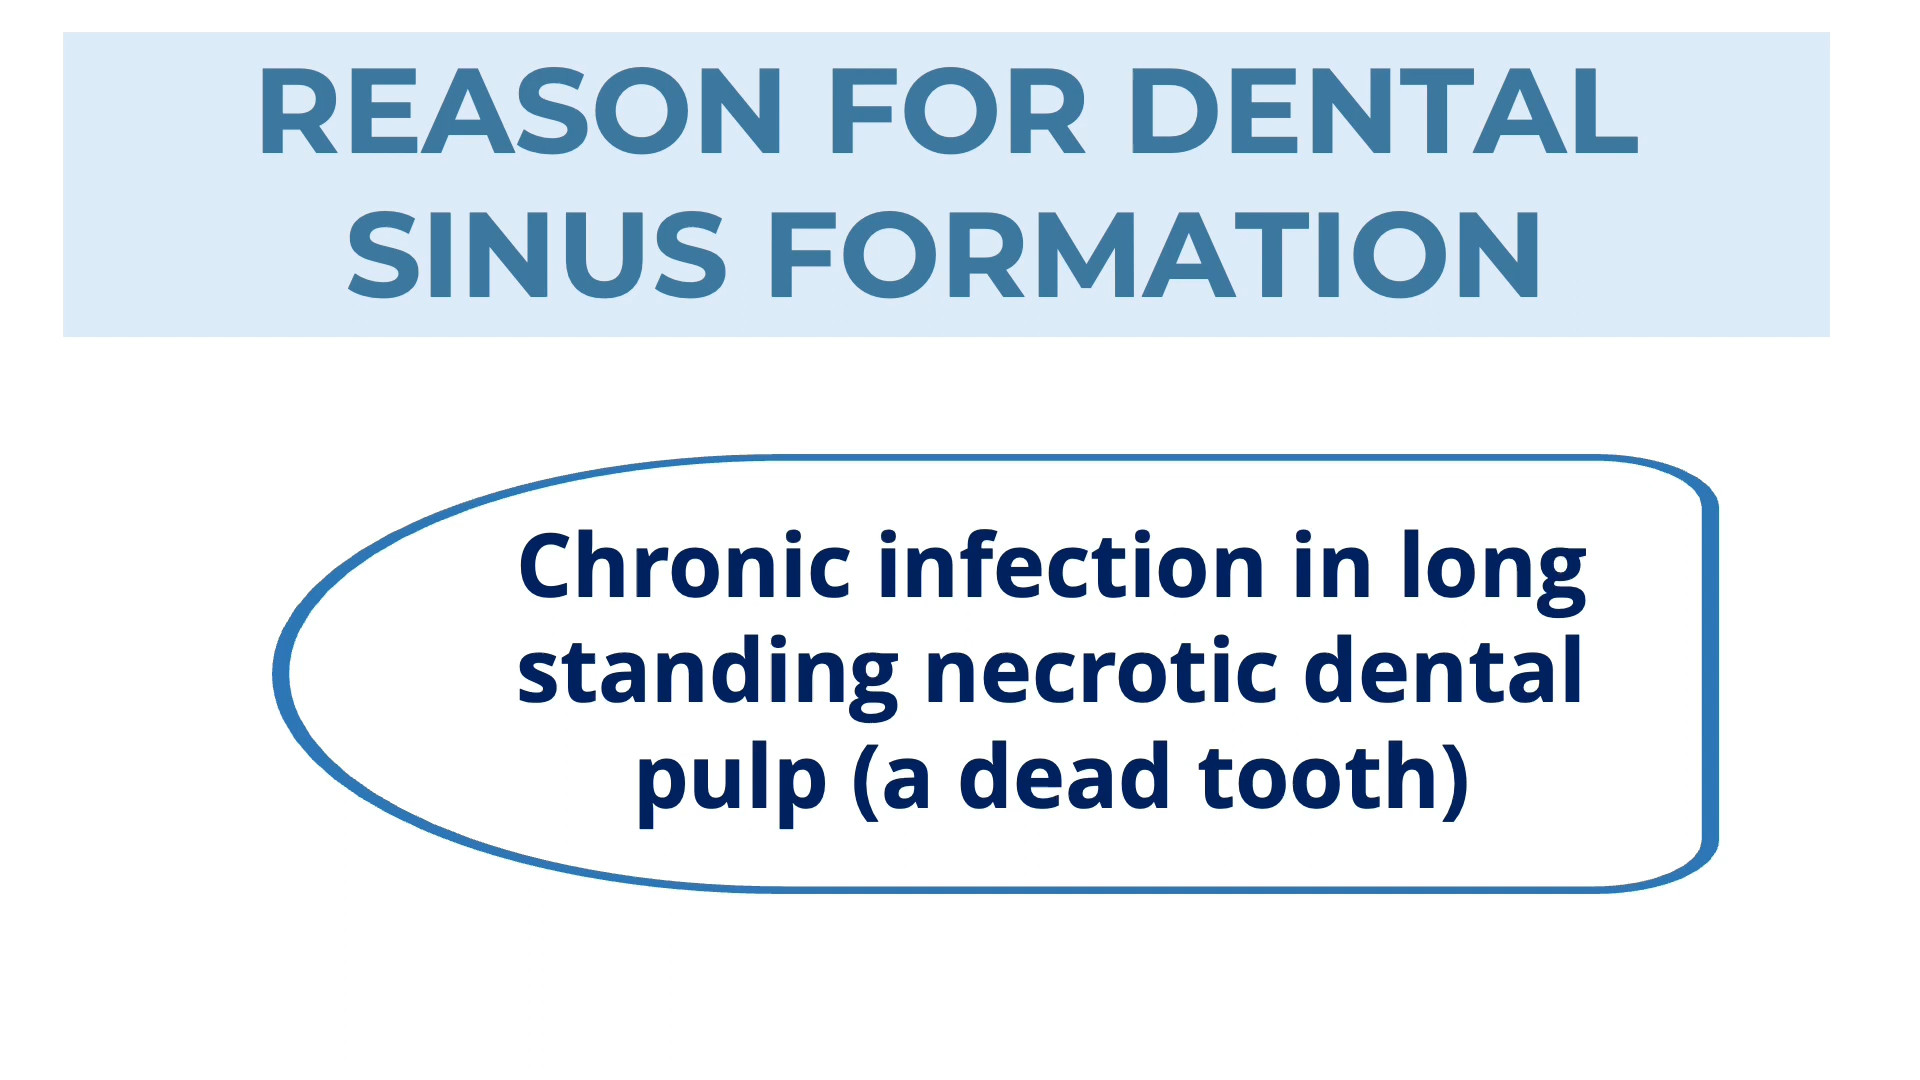 REASON FOR DENTAL
SINUS FORMATION
Chronic infection in long
standing necrotic dental
pulp (a dead tooth)